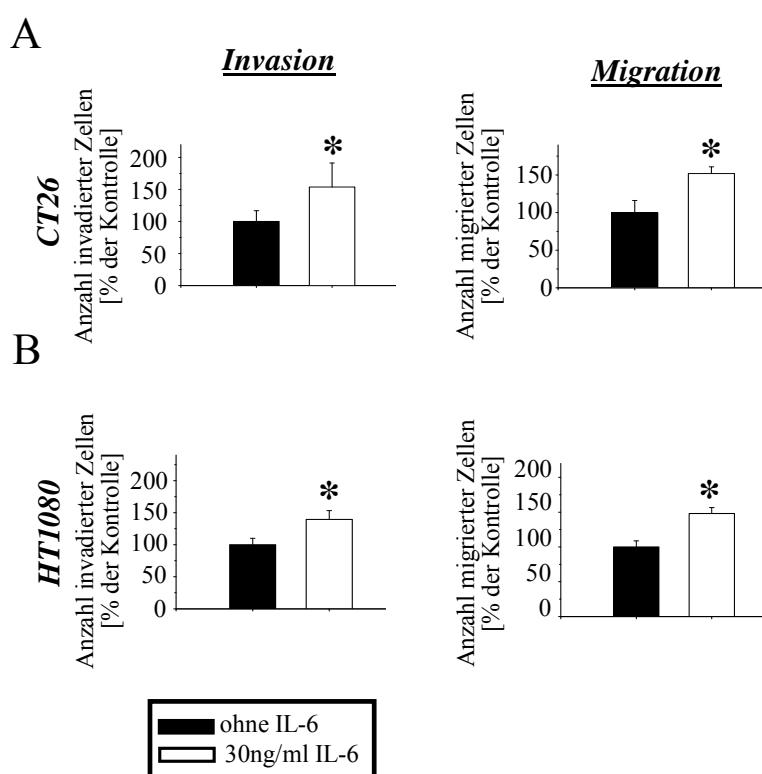 A
Invasion
Migration
CT26
Anzahl invadierter Zellen
[% der Kontrolle]
200
150
100
50
0
*
Anzahl migrierter Zellen
[% der Kontrolle]
150
100
50
0
*
B
HT1080
Anzahl invadierter Zellen
[% der Kontrolle]
200
150
100
50
0
*
Anzahl migrierter Zellen
[% der Kontrolle]
200
150
100
50
0
*
ohne IL-6
30ng/ml IL-6